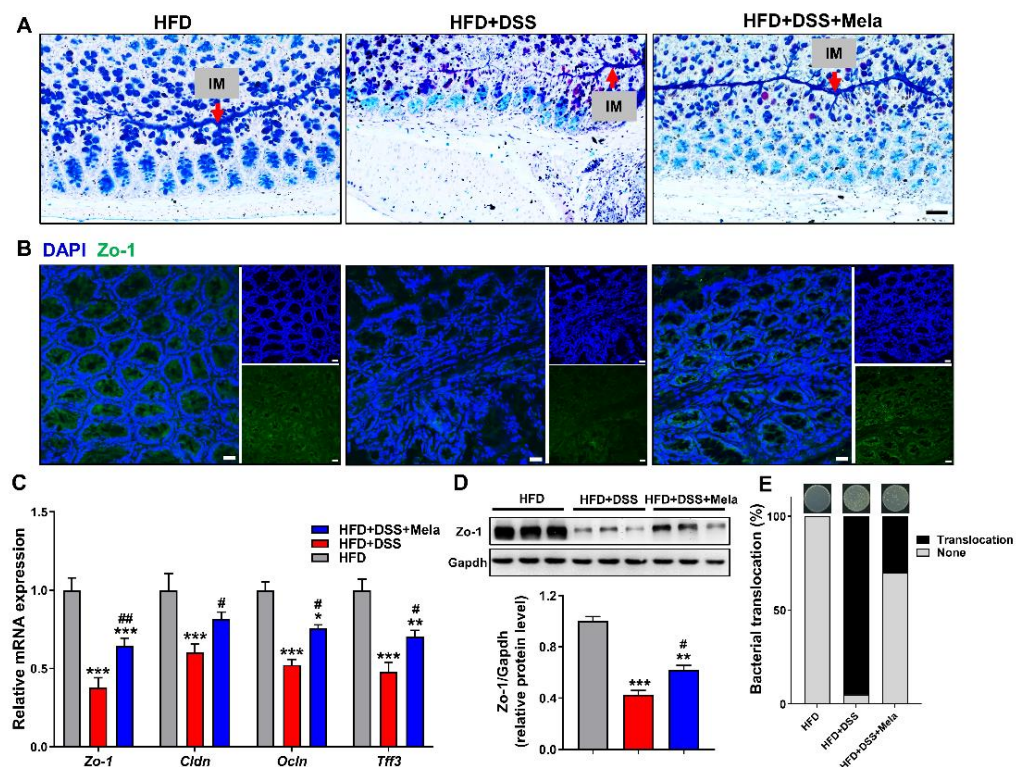 A
HFD
HFD+DSS
HFD+DSS+Mela
IM
IM
IM
B DAPI Zo-1
C
Relative mRNA expression
1.5
1.0
0.5
0.0
HFD+DSS+Mela
HFD+DSS
HFD
***
##
***
***
#
***
#
*
***
#
**
Zo-1
Cldn
Ocln
Tff3
D
HFD
HFD+DSS
HFD+DSS+Mela
Zo-1
Gapdh
Zo-1/Gapdh
(relative protein level)
1.2
0.8
0.4
0.0
***
#
**
E
Bacterial translocation (%)
100
50
0
Translocation
None
HFD
HFD+DSS
HFD+DSS+Mela